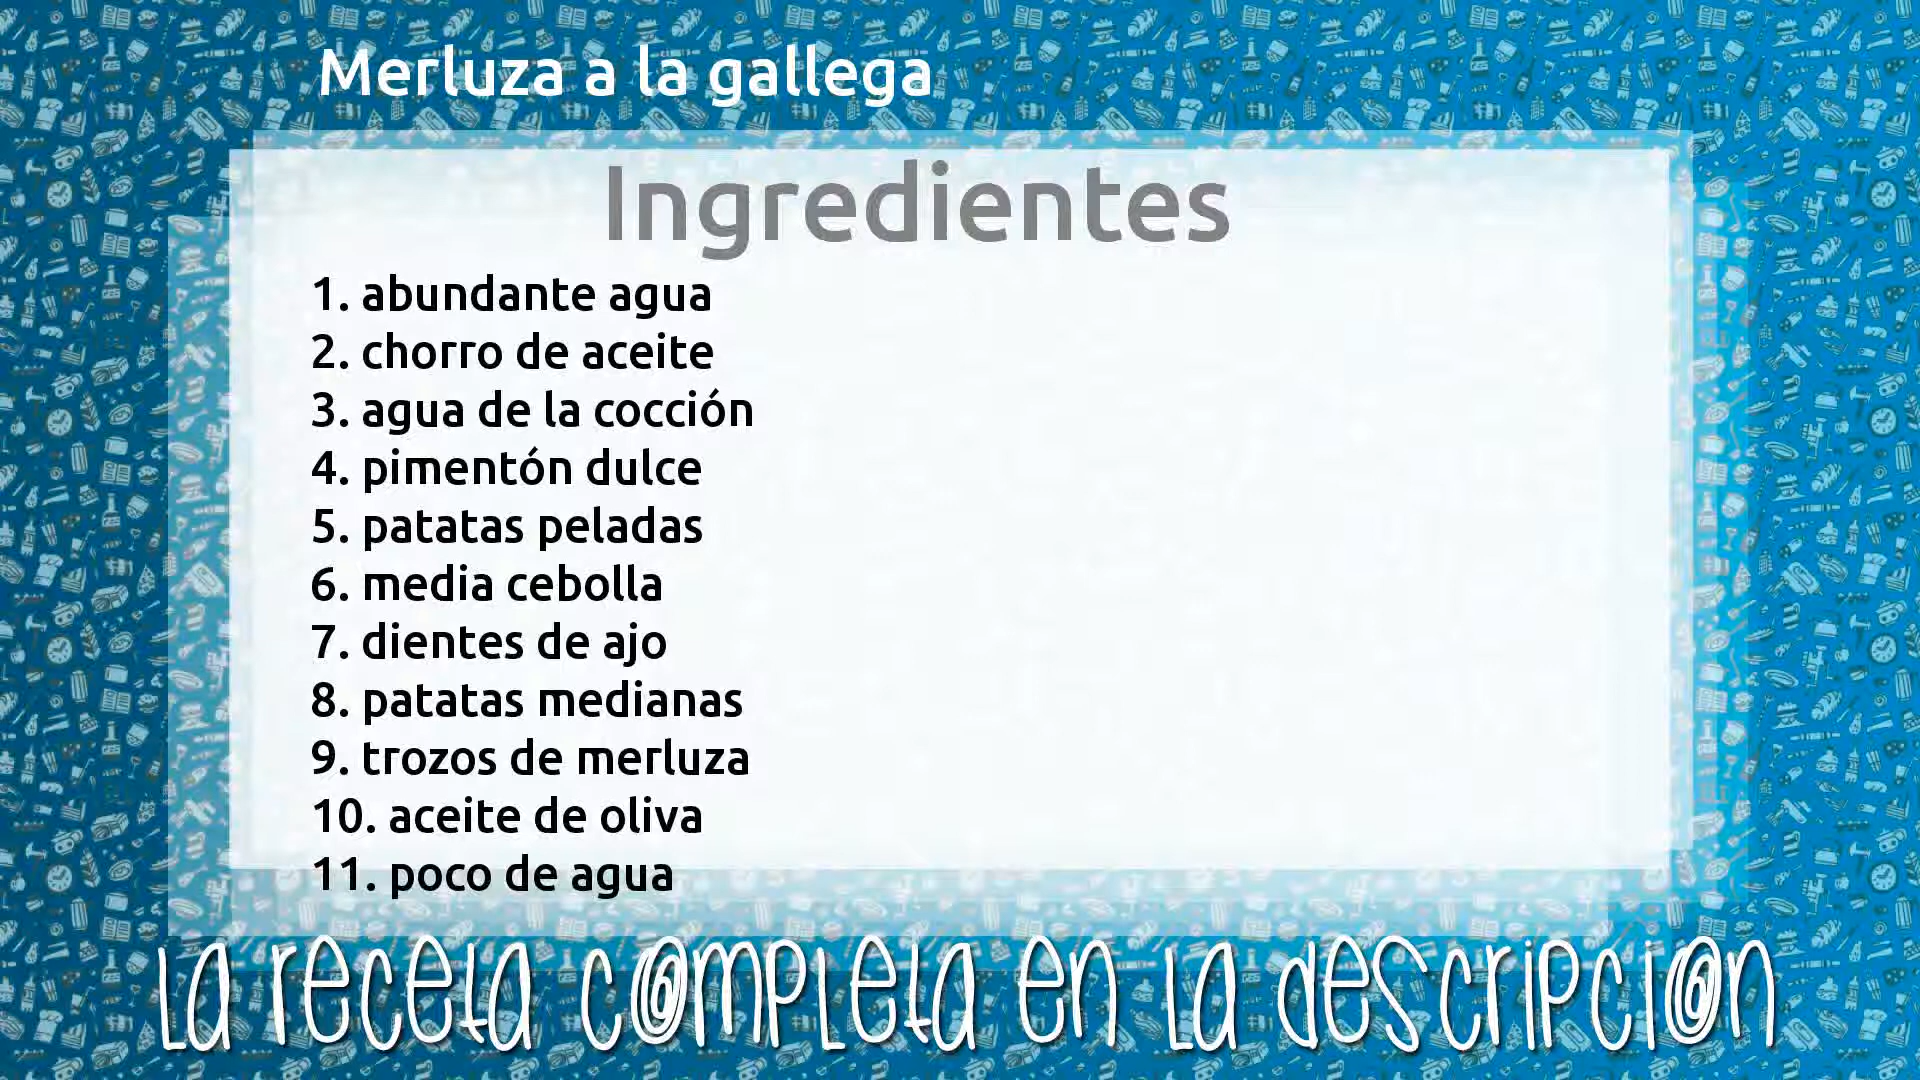 Merluza a la gallega
Ingredientes
1. abundante agua
2. chorro de aceite
3. agua de la cocción
4. pimentón dulce
5. patatas peladas
6. media cebolla
7. dientes de ajo
8. patatas medianas
9. trozos de merluza
10. aceite de oliva
11. poco de agua
La receta c@mpleta en la descripci@n